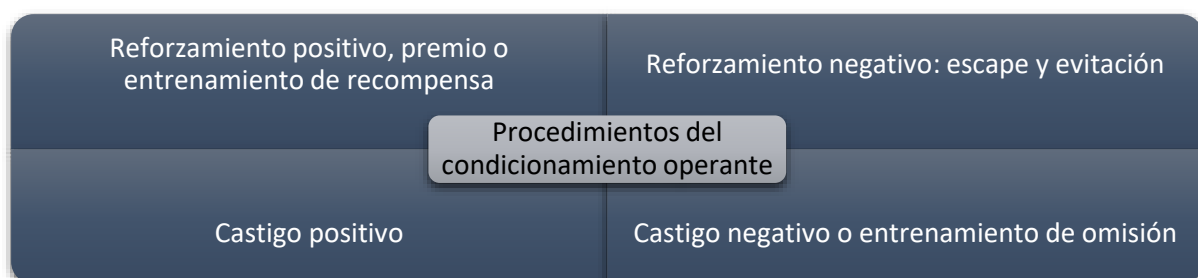 Reforzamiento positivo, premio o
entrenamiento de recompensa
Reforzamiento negativo: escape y evitación
Procedimientos del
condicionamiento operante
Castigo positivo
Castigo negativo o entrenamiento de omisión